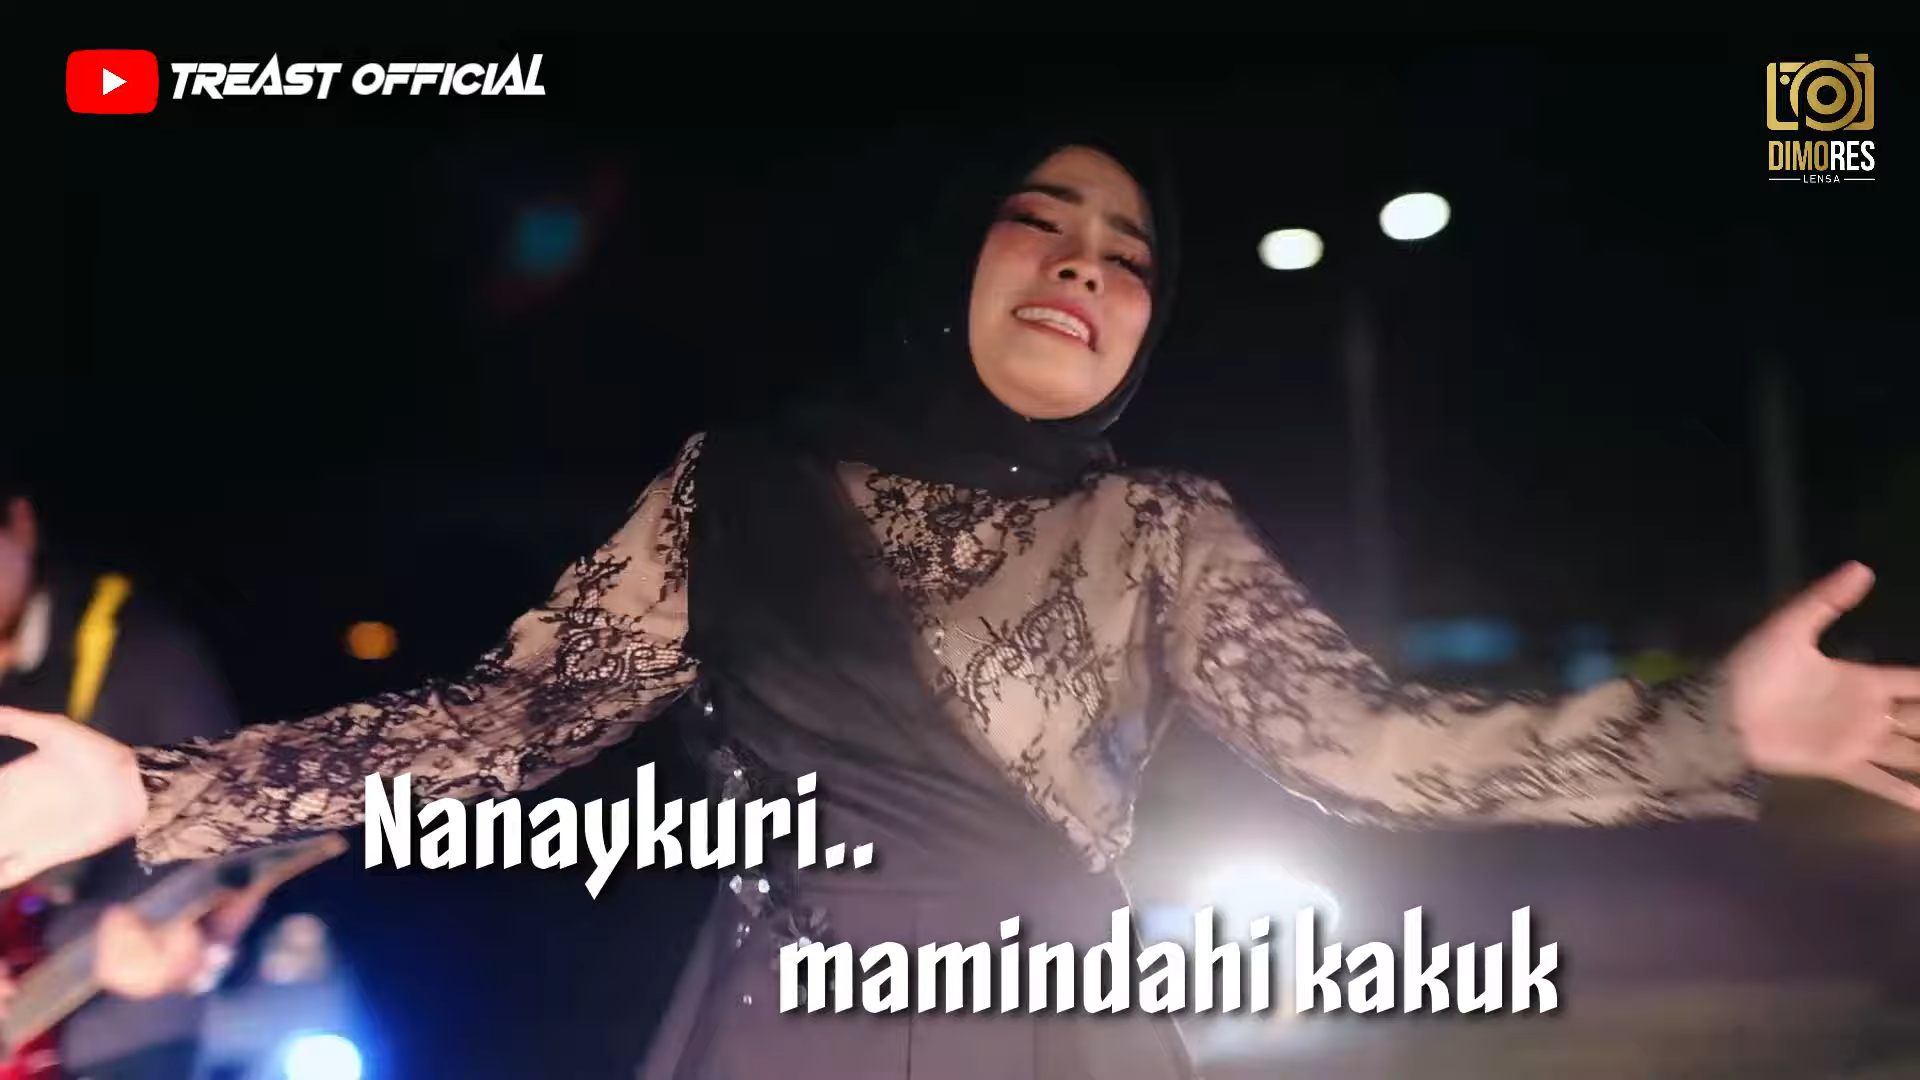 TREAST OFFICIAL
DIMORES
LENSA
Nanaykuri..
mamindahi kakuk